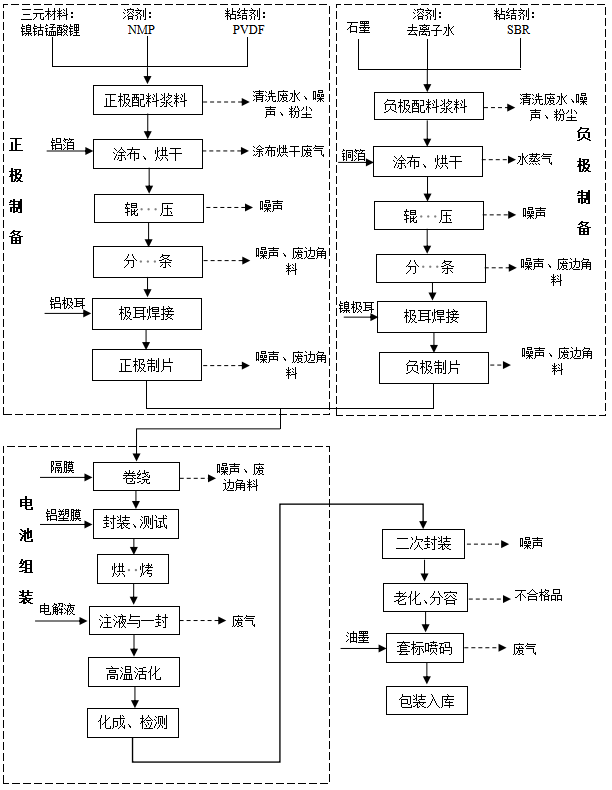 三元材料：
镍钴锰酸锂
溶剂：
NMP
粘结剂：
PVDF
正极配料浆料
清洗废水、噪
声、粉尘
铝箔
涂布、烘干
涂布烘干废气
辊···压
噪声
分···条
噪声、废边角
料
铝极耳
极耳焊接
正极制片
噪声、废边角
料
正极制备
石墨
溶剂：
去离子水
粘结剂：
SBR
负极配料浆料
清洗废水、噪
声、粉尘
铜箔
涂布、烘干
水蒸气
辊···压
噪声
分···条
噪声、废边角
料
镍极耳
极耳焊接
负极制片
噪声、废边角
料
负极制备
电池组装
隔膜
卷绕
噪声、废
边角料
铝塑膜
封装、测试
烘··烤
电解液
注液与一封
废气
高温活化
化成、检测
二次封装
噪声
老化、分容
不合格品
油墨
套标喷码
废气
包装入库